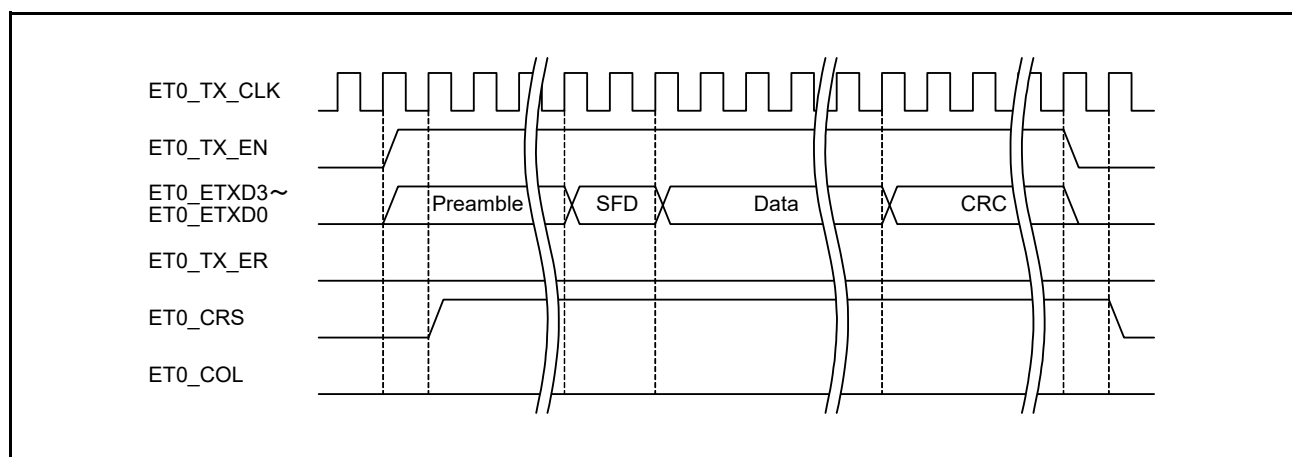 ET0_TX_CLK
ET0_TX_EN
ET0_ETXD3～
ET0_ETXD0
Preamble SFD Data CRC
ET0_TX_ER
ET0_CRS
ET0_COL